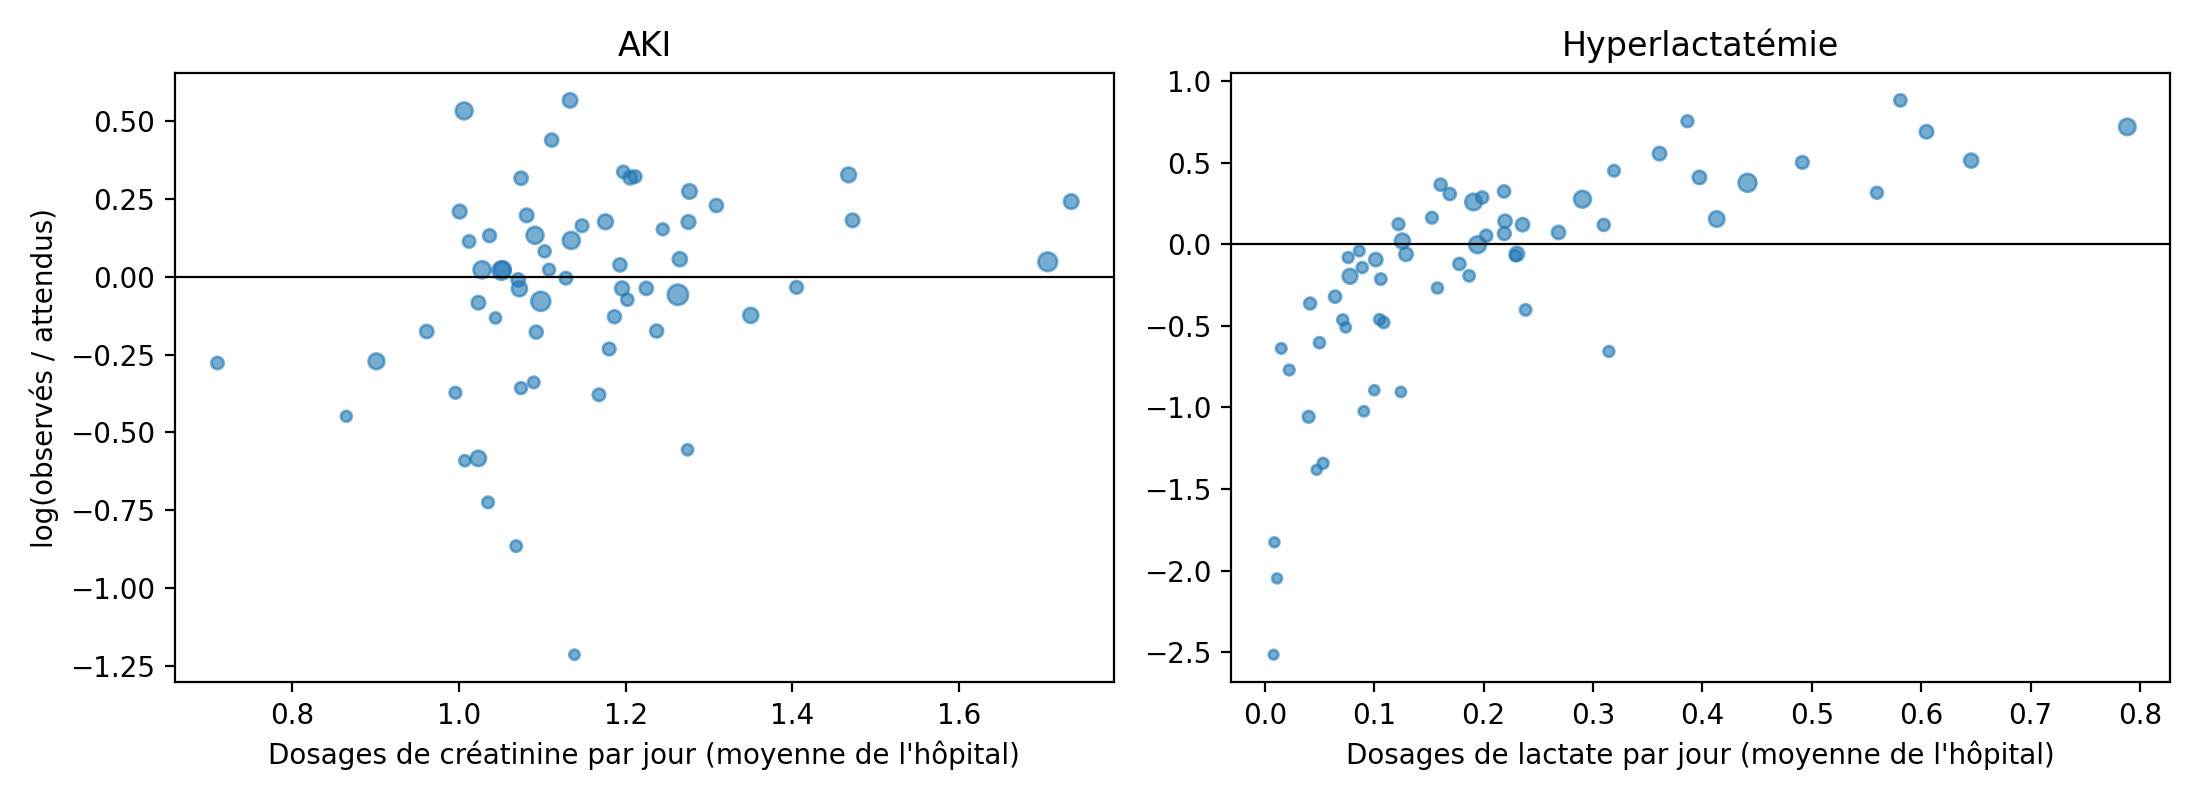 AKI
log(observés / attendus)
0.50
0.25
0.00
−0.25
−0.50
−0.75
−1.00
−1.25
0.8 1.0 1.2 1.4 1.6
Dosages de créatinine par jour (moyenne de l'hôpital)
Hyperlactatémie
1.0
0.5
0.0
−0.5
−1.0
−1.5
−2.0
−2.5
0.0 0.1 0.2 0.3 0.4 0.5 0.6 0.7 0.8
Dosages de lactate par jour (moyenne de l'hôpital)